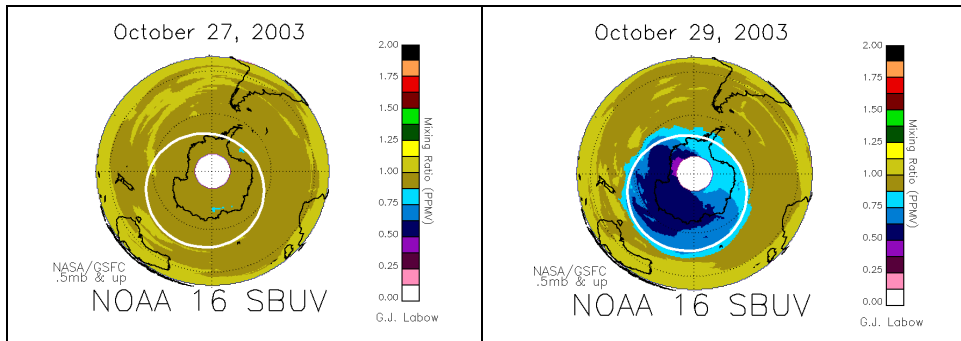 October 27, 2003
2.00
1.75
1.50
1.25
1.00
0.75
0.50
0.25
0.00
Mixing Ratio (PPMV)
NASA/GSFC
.5mb & up
NOAA 16 SBUV
G.J. Labow
October 29, 2003
2.00
1.75
1.50
1.25
1.00
0.75
0.50
0.25
0.00
Mixing Ratio (PPMV)
NASA/GSFC
.5mb & up
NOAA 16 SBUV
G.J. Labow